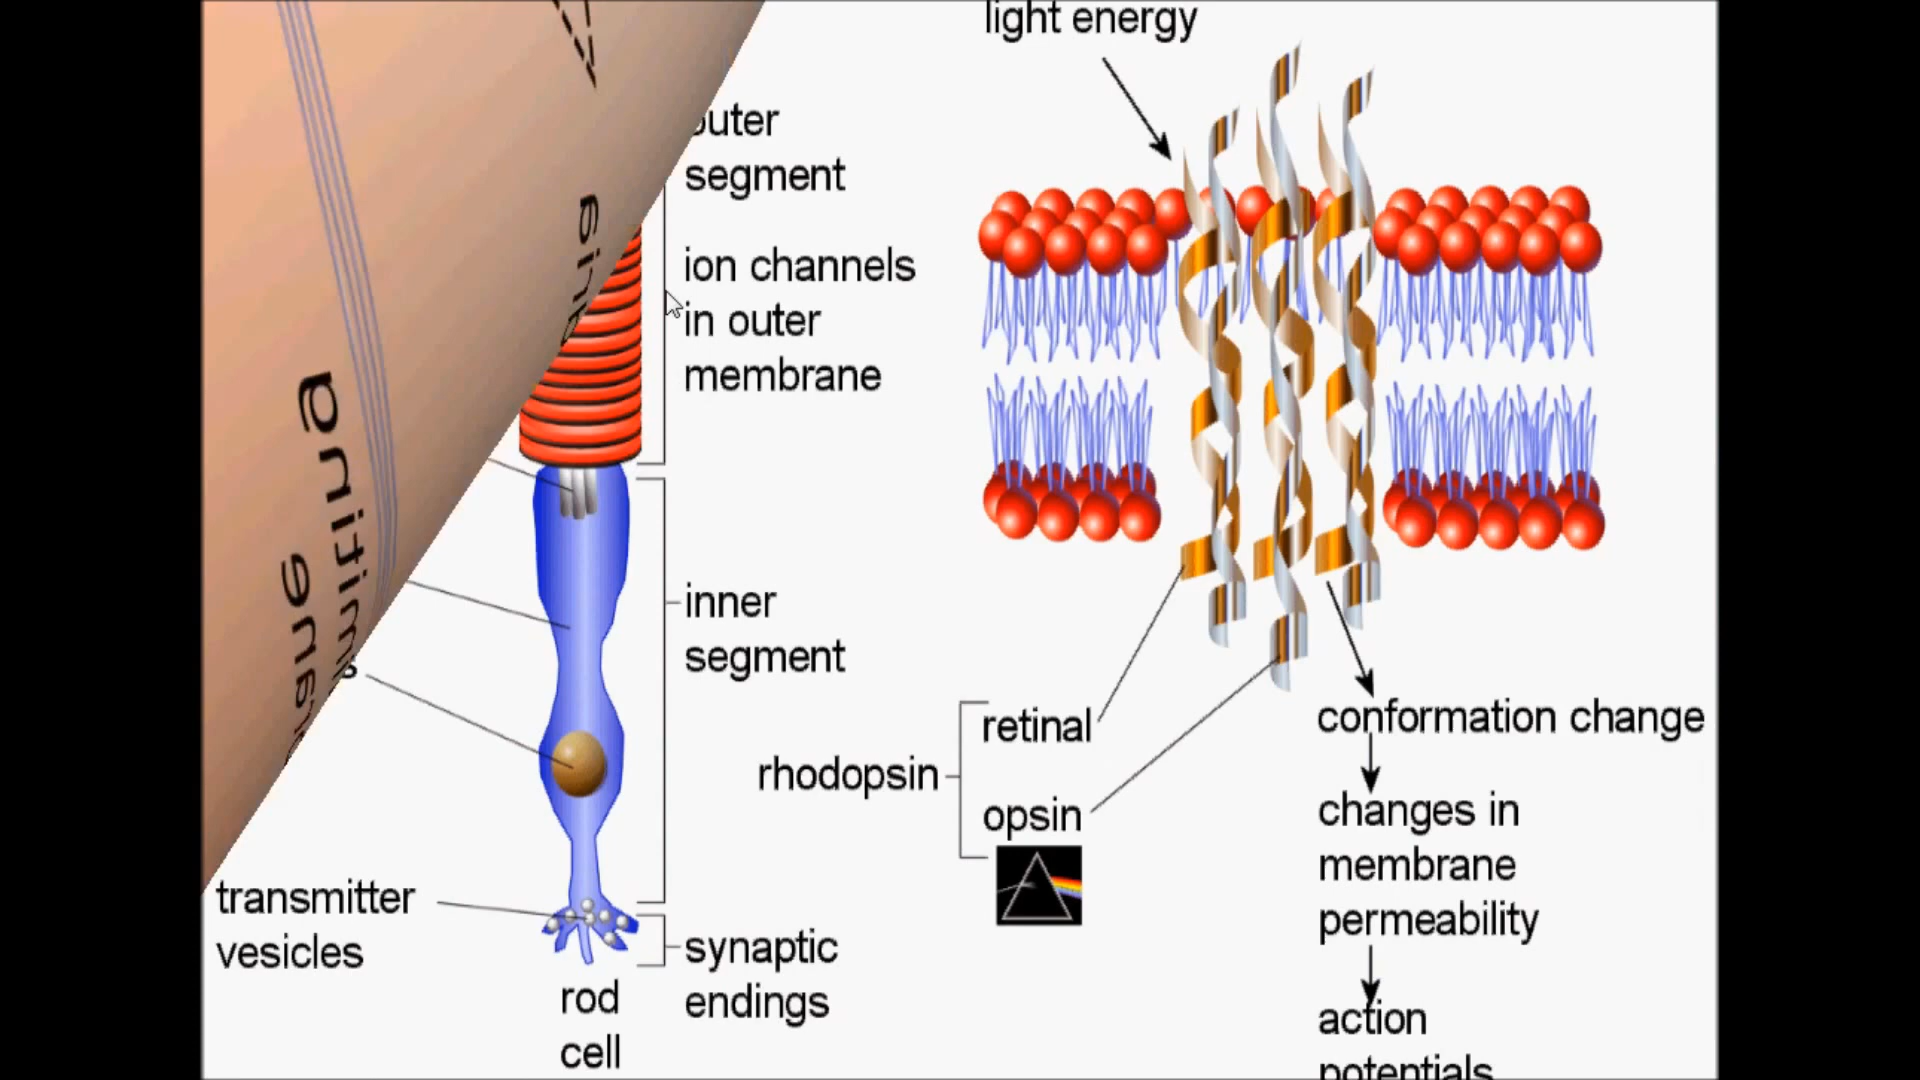 light energy
outer
segment
ion channels
in outer
membrane
inner
segment
retinal
rhodopsin
opsin
conformation change
changes in
membrane
permeability
action
potentials
transmitter
vesicles
synaptic
endings
rod
cell